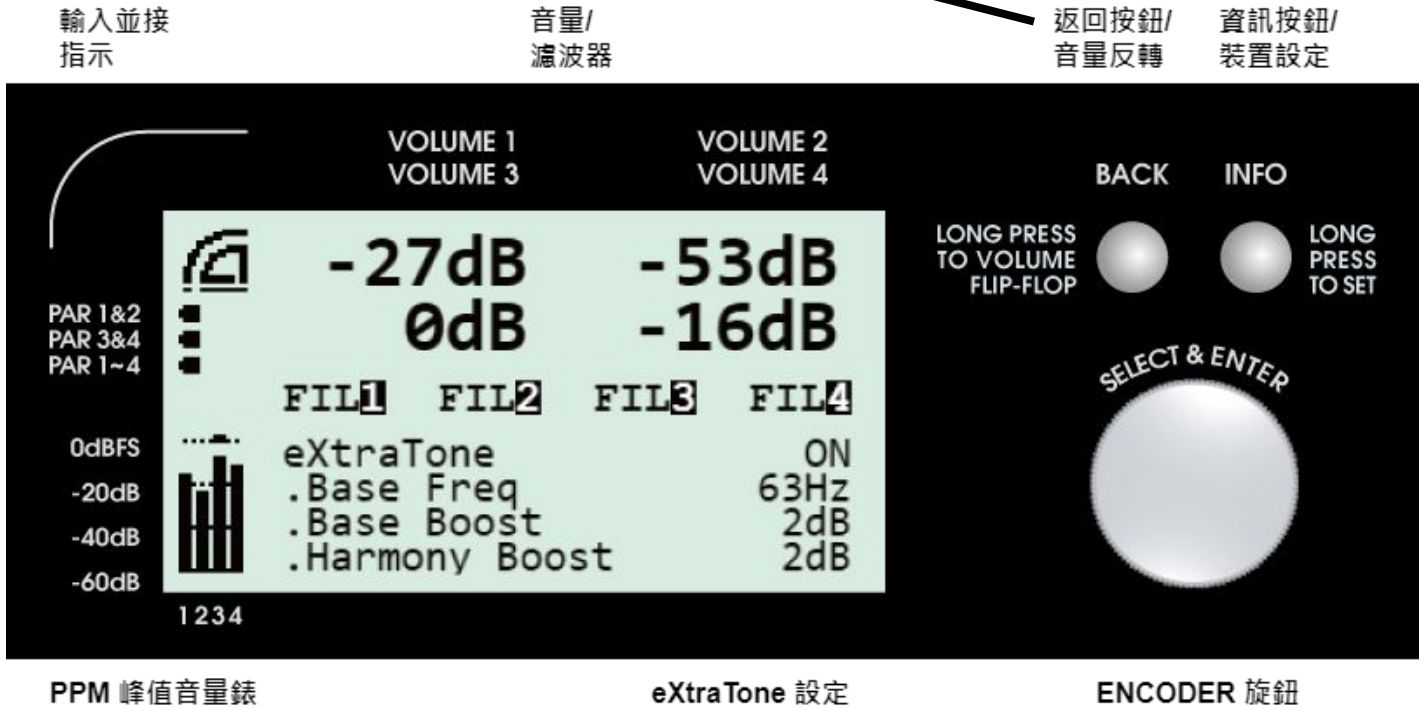 輸入並接
指示
音量/
濾波器
返回按鈕/
音量反轉
資訊按鈕/
裝置設定
VOLUME 1
VOLUME 3
VOLUME 2
VOLUME 4
BACK
INFO
LONG PRESS
TO VOLUME
FLIP-FLOP
LONG
PRESS
TO SET
-27dB
-53dB
0dB
-16dB
PAR 1&2
PAR 3&4
PAR 1~4
FIL1 FIL2 FIL3 FIL4
SELECT & ENTER
0dBFS
-20dB
-40dB
-60dB
1234
eXtraTone ON
.Base Freq 63Hz
.Base Boost 2dB
.Harmony Boost 2dB
PPM 峰值音量錶
eXtraTone 設定
ENCODER 旋鈕